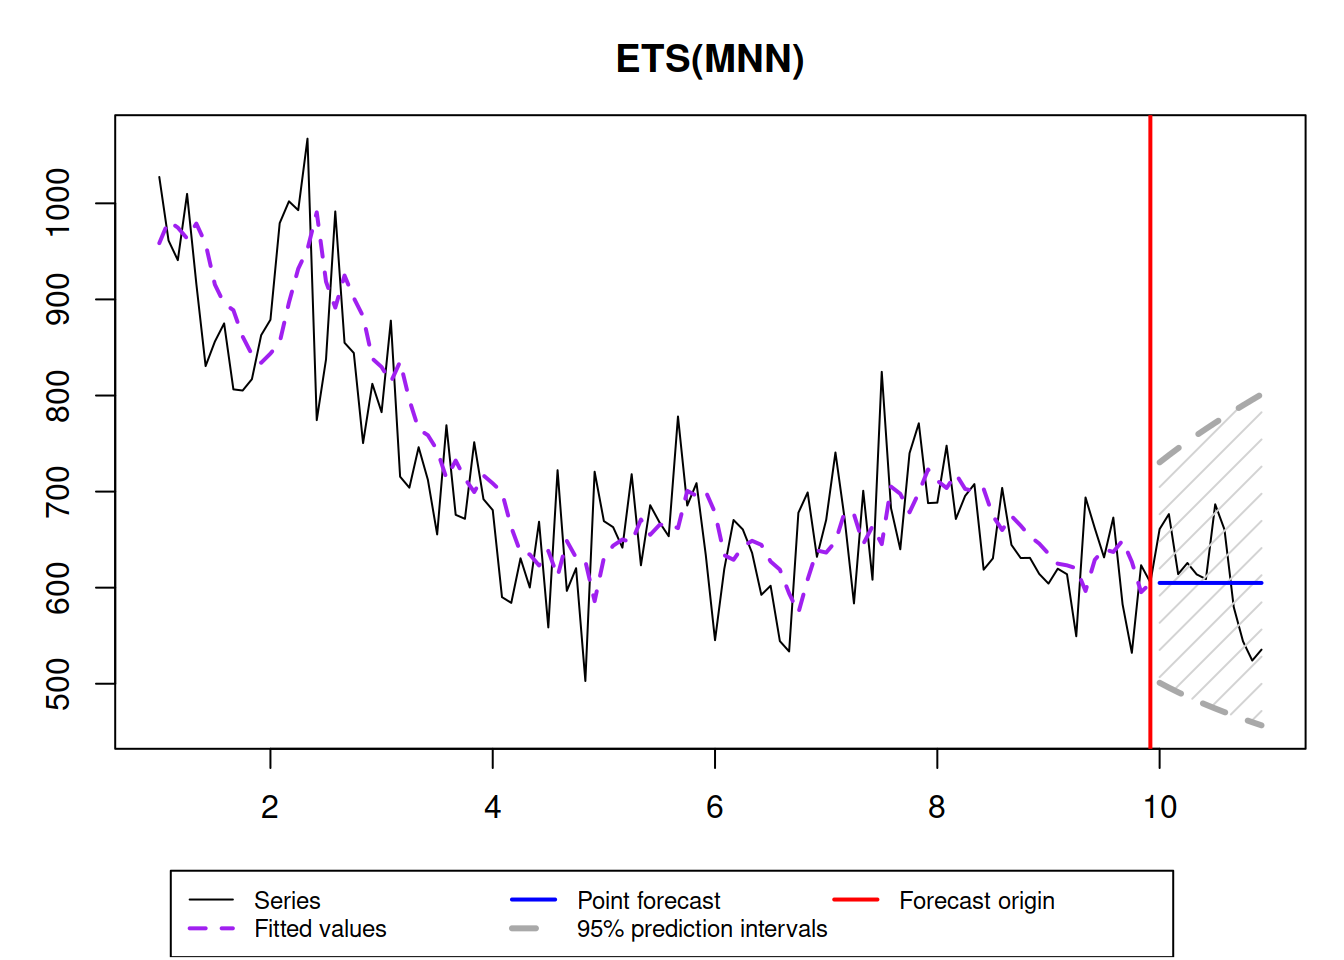 ETS(MNN)
1000
900
800
700
600
500
2 4 6 8 10
Series Point forecast Forecast origin
Fitted values 95% prediction intervals